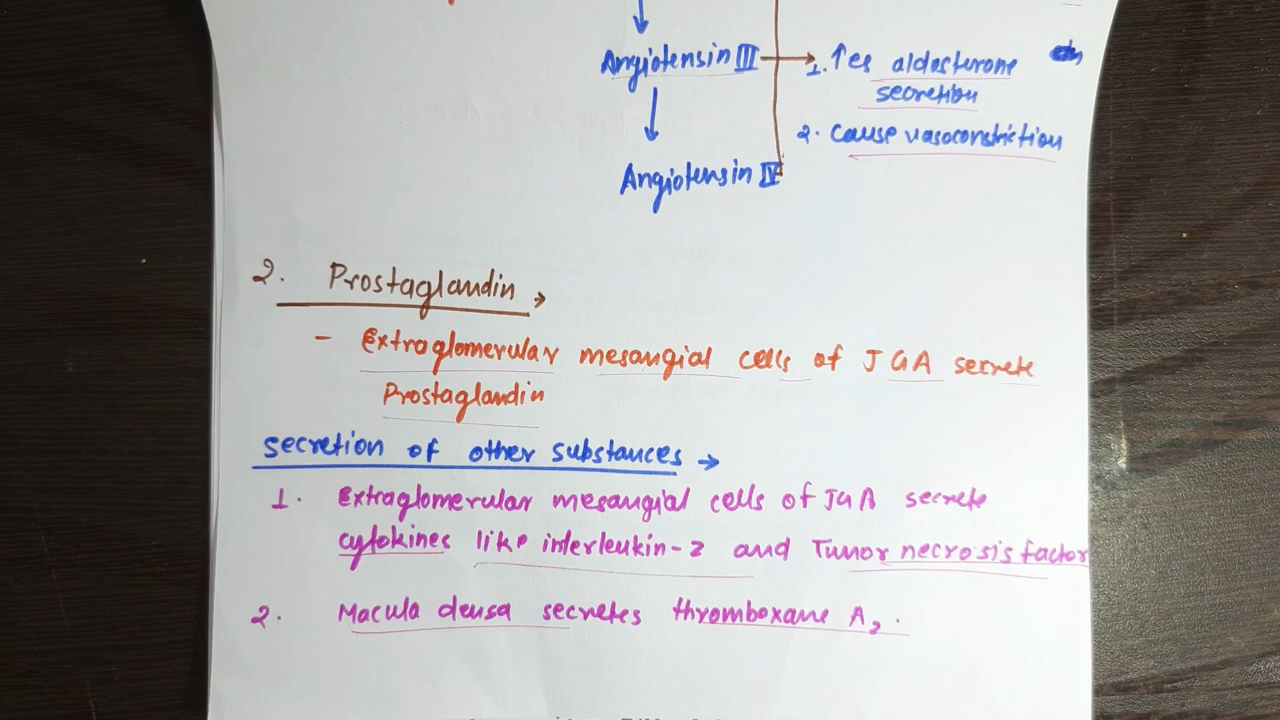 Angiotensin III → 1. ↑es aldosterone
secretion
2. cause vasoconstriction
↓
Angiotensin IV
2. Prostaglandin →
- Extraglomerular mesangial cells of JGA secrete
Prostaglandin
secretion of other substances →
1. Extraglomerular mesangial cells of JGA secrete
cytokines like interleukin-2 and Tumor necrosis factor
2. Macula densa secretes thromboxane A2.